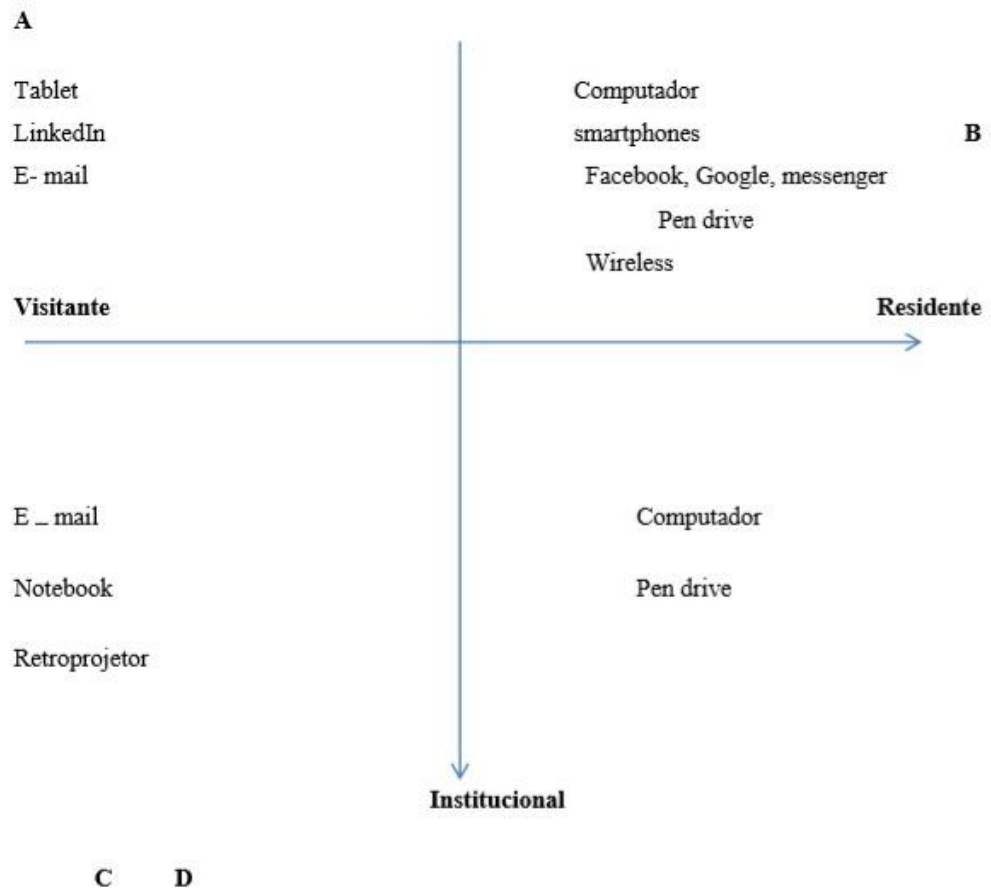 A
Tablet Computador
LinkedIn smartphones B
E- mail Facebook, Google, messenger
Pen drive
Wireless
Visitante Residente
E _ mail Computador
Notebook Pen drive
Retroprojetor
Institucional
C D